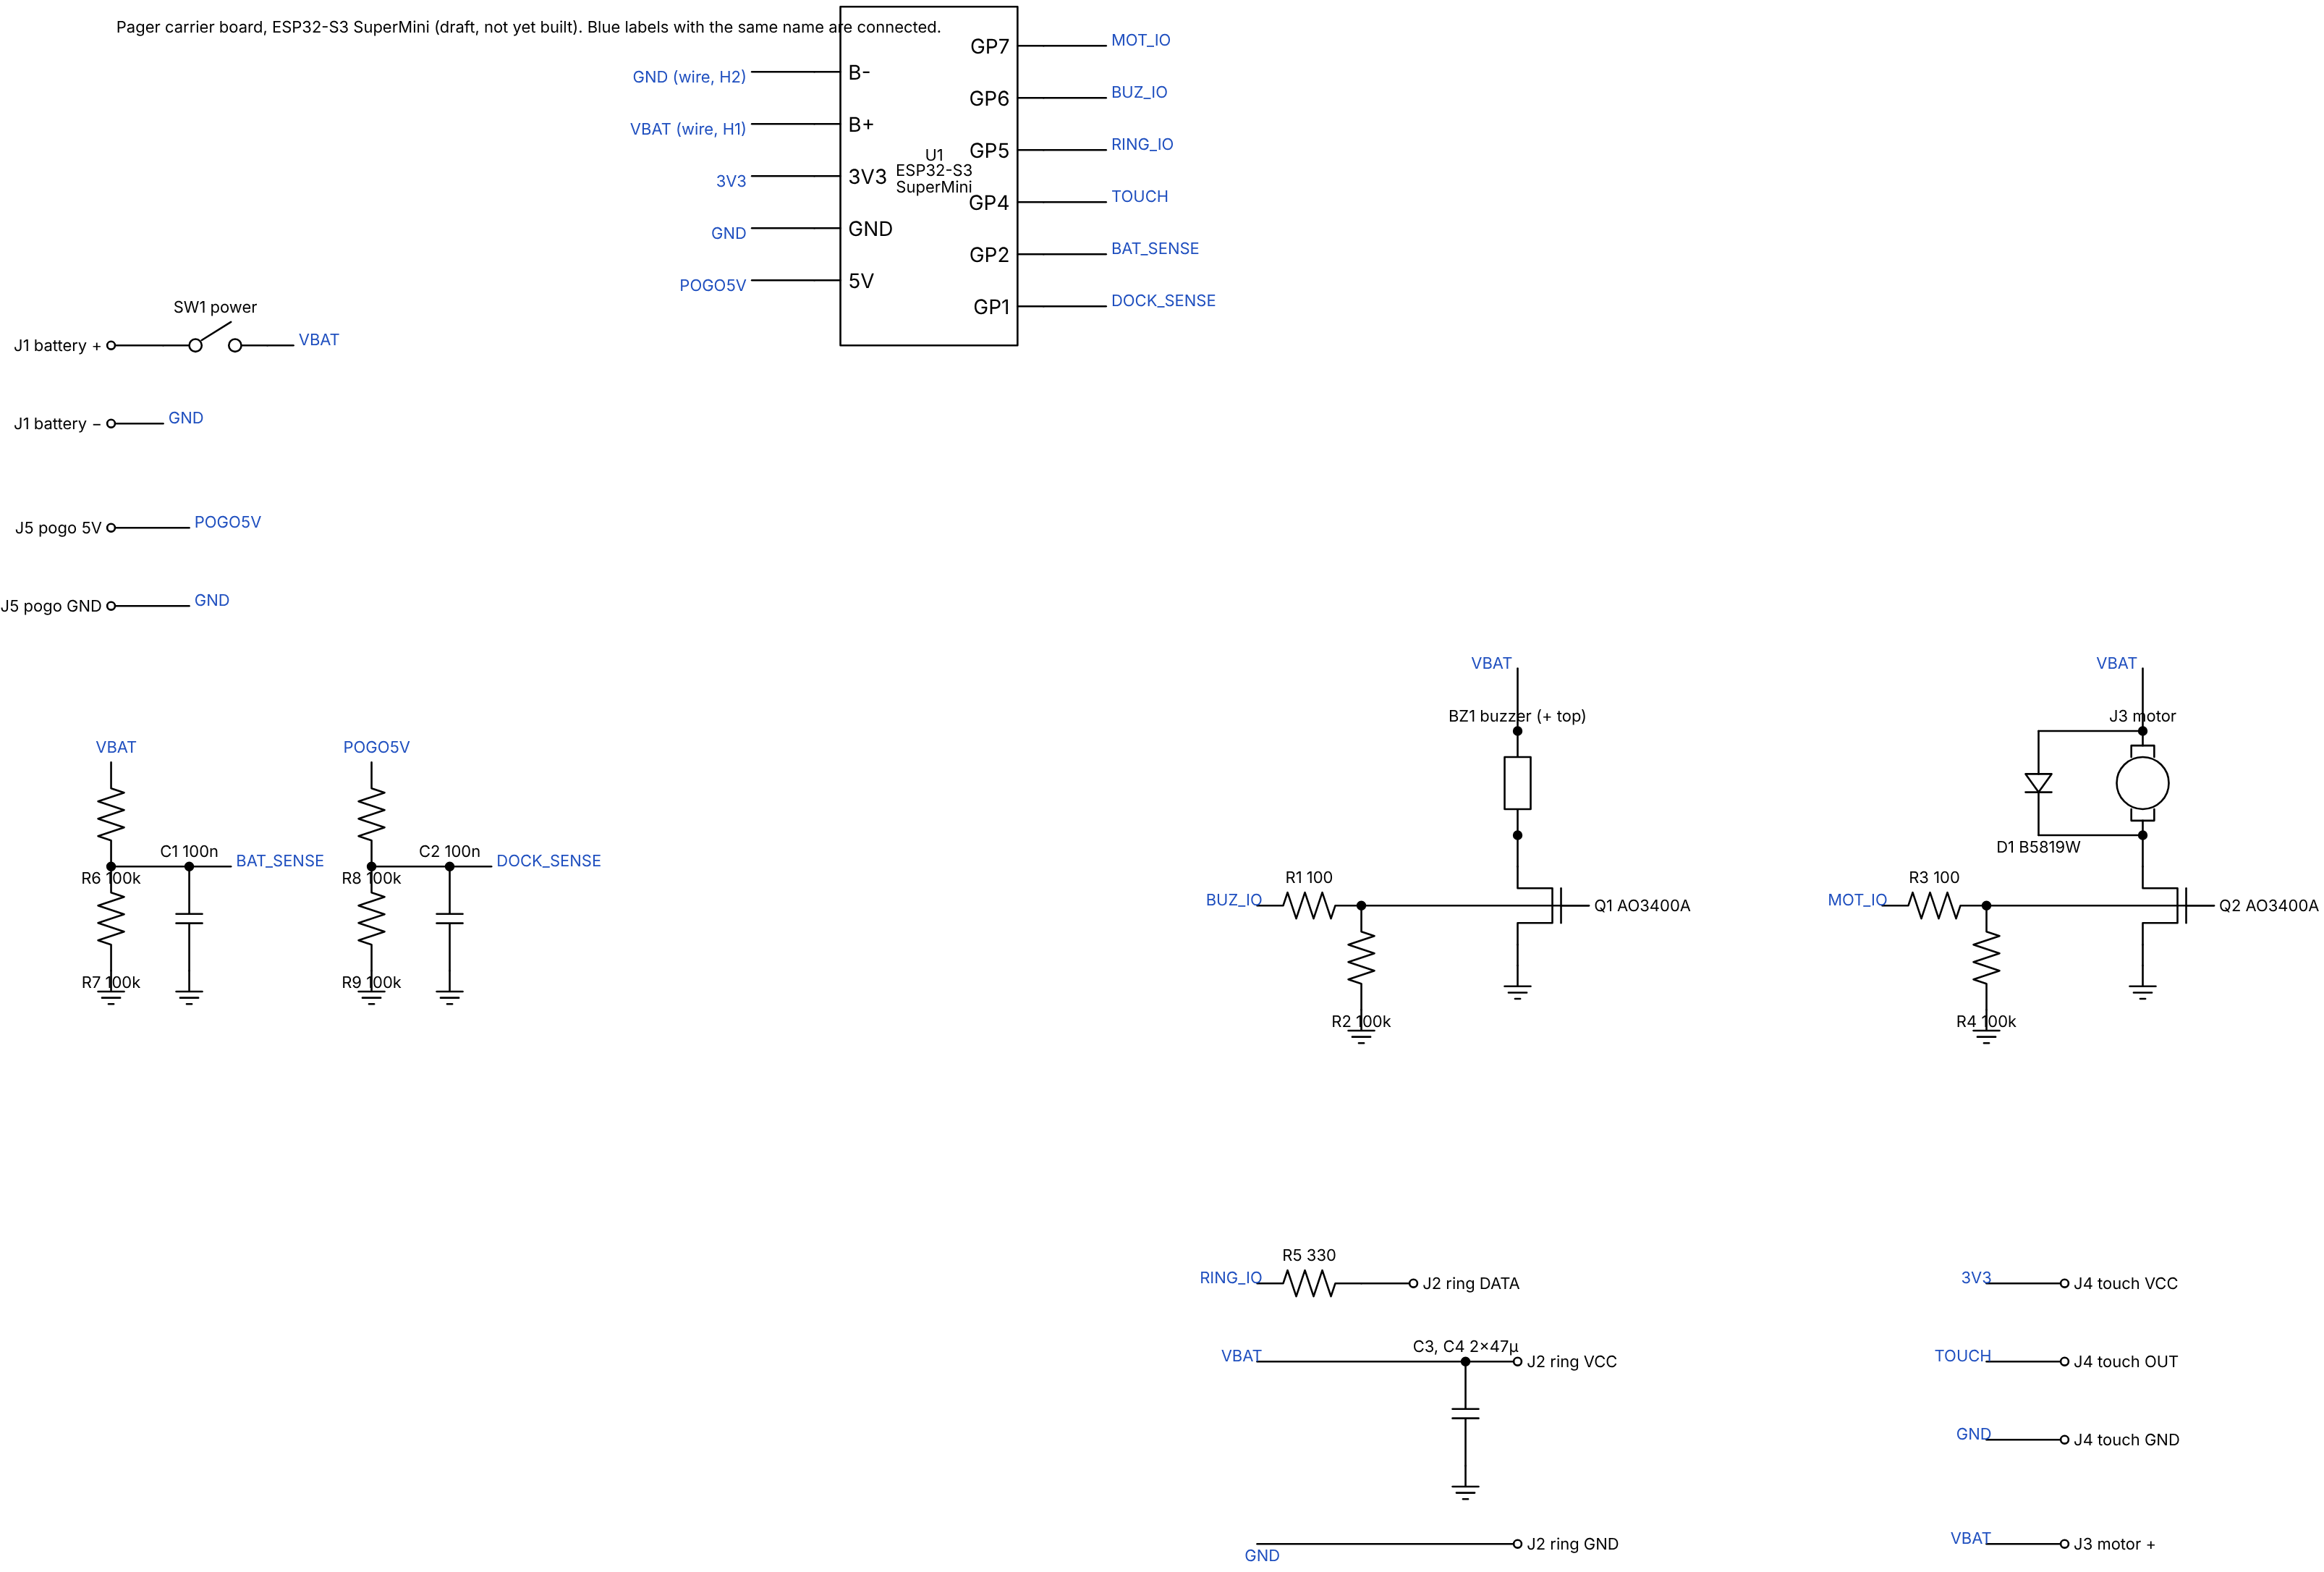 Pager carrier board, ESP32-S3 SuperMini (draft, not yet built). Blue labels with the same name are connected.
GND (wire, H2)
VBAT (wire, H1)
3V3
GND
POGO5V
B-
B+
3V3
GND
5V
U1
ESP32-S3
SuperMini
GP7
GP6
GP5
GP4
GP2
GP1
MOT_IO
BUZ_IO
RING_IO
TOUCH
BAT_SENSE
DOCK_SENSE
SW1 power
J1 battery +
VBAT
J1 battery −
GND
J5 pogo 5V
POGO5V
J5 pogo GND
GND
VBAT
R6 100k
C1 100n
BAT_SENSE
R7 100k
POGO5V
R8 100k
C2 100n
DOCK_SENSE
R9 100k
VBAT
BZ1 buzzer (+ top)
BUZ_IO
R1 100
Q1 AO3400A
R2 100k
VBAT
J3 motor
D1 B5819W
MOT_IO
R3 100
Q2 AO3400A
R4 100k
RING_IO
R5 330
J2 ring DATA
VBAT
C3, C4 2×47µ
J2 ring VCC
GND
J2 ring GND
3V3
J4 touch VCC
TOUCH
J4 touch OUT
GND
J4 touch GND
VBAT
J3 motor +